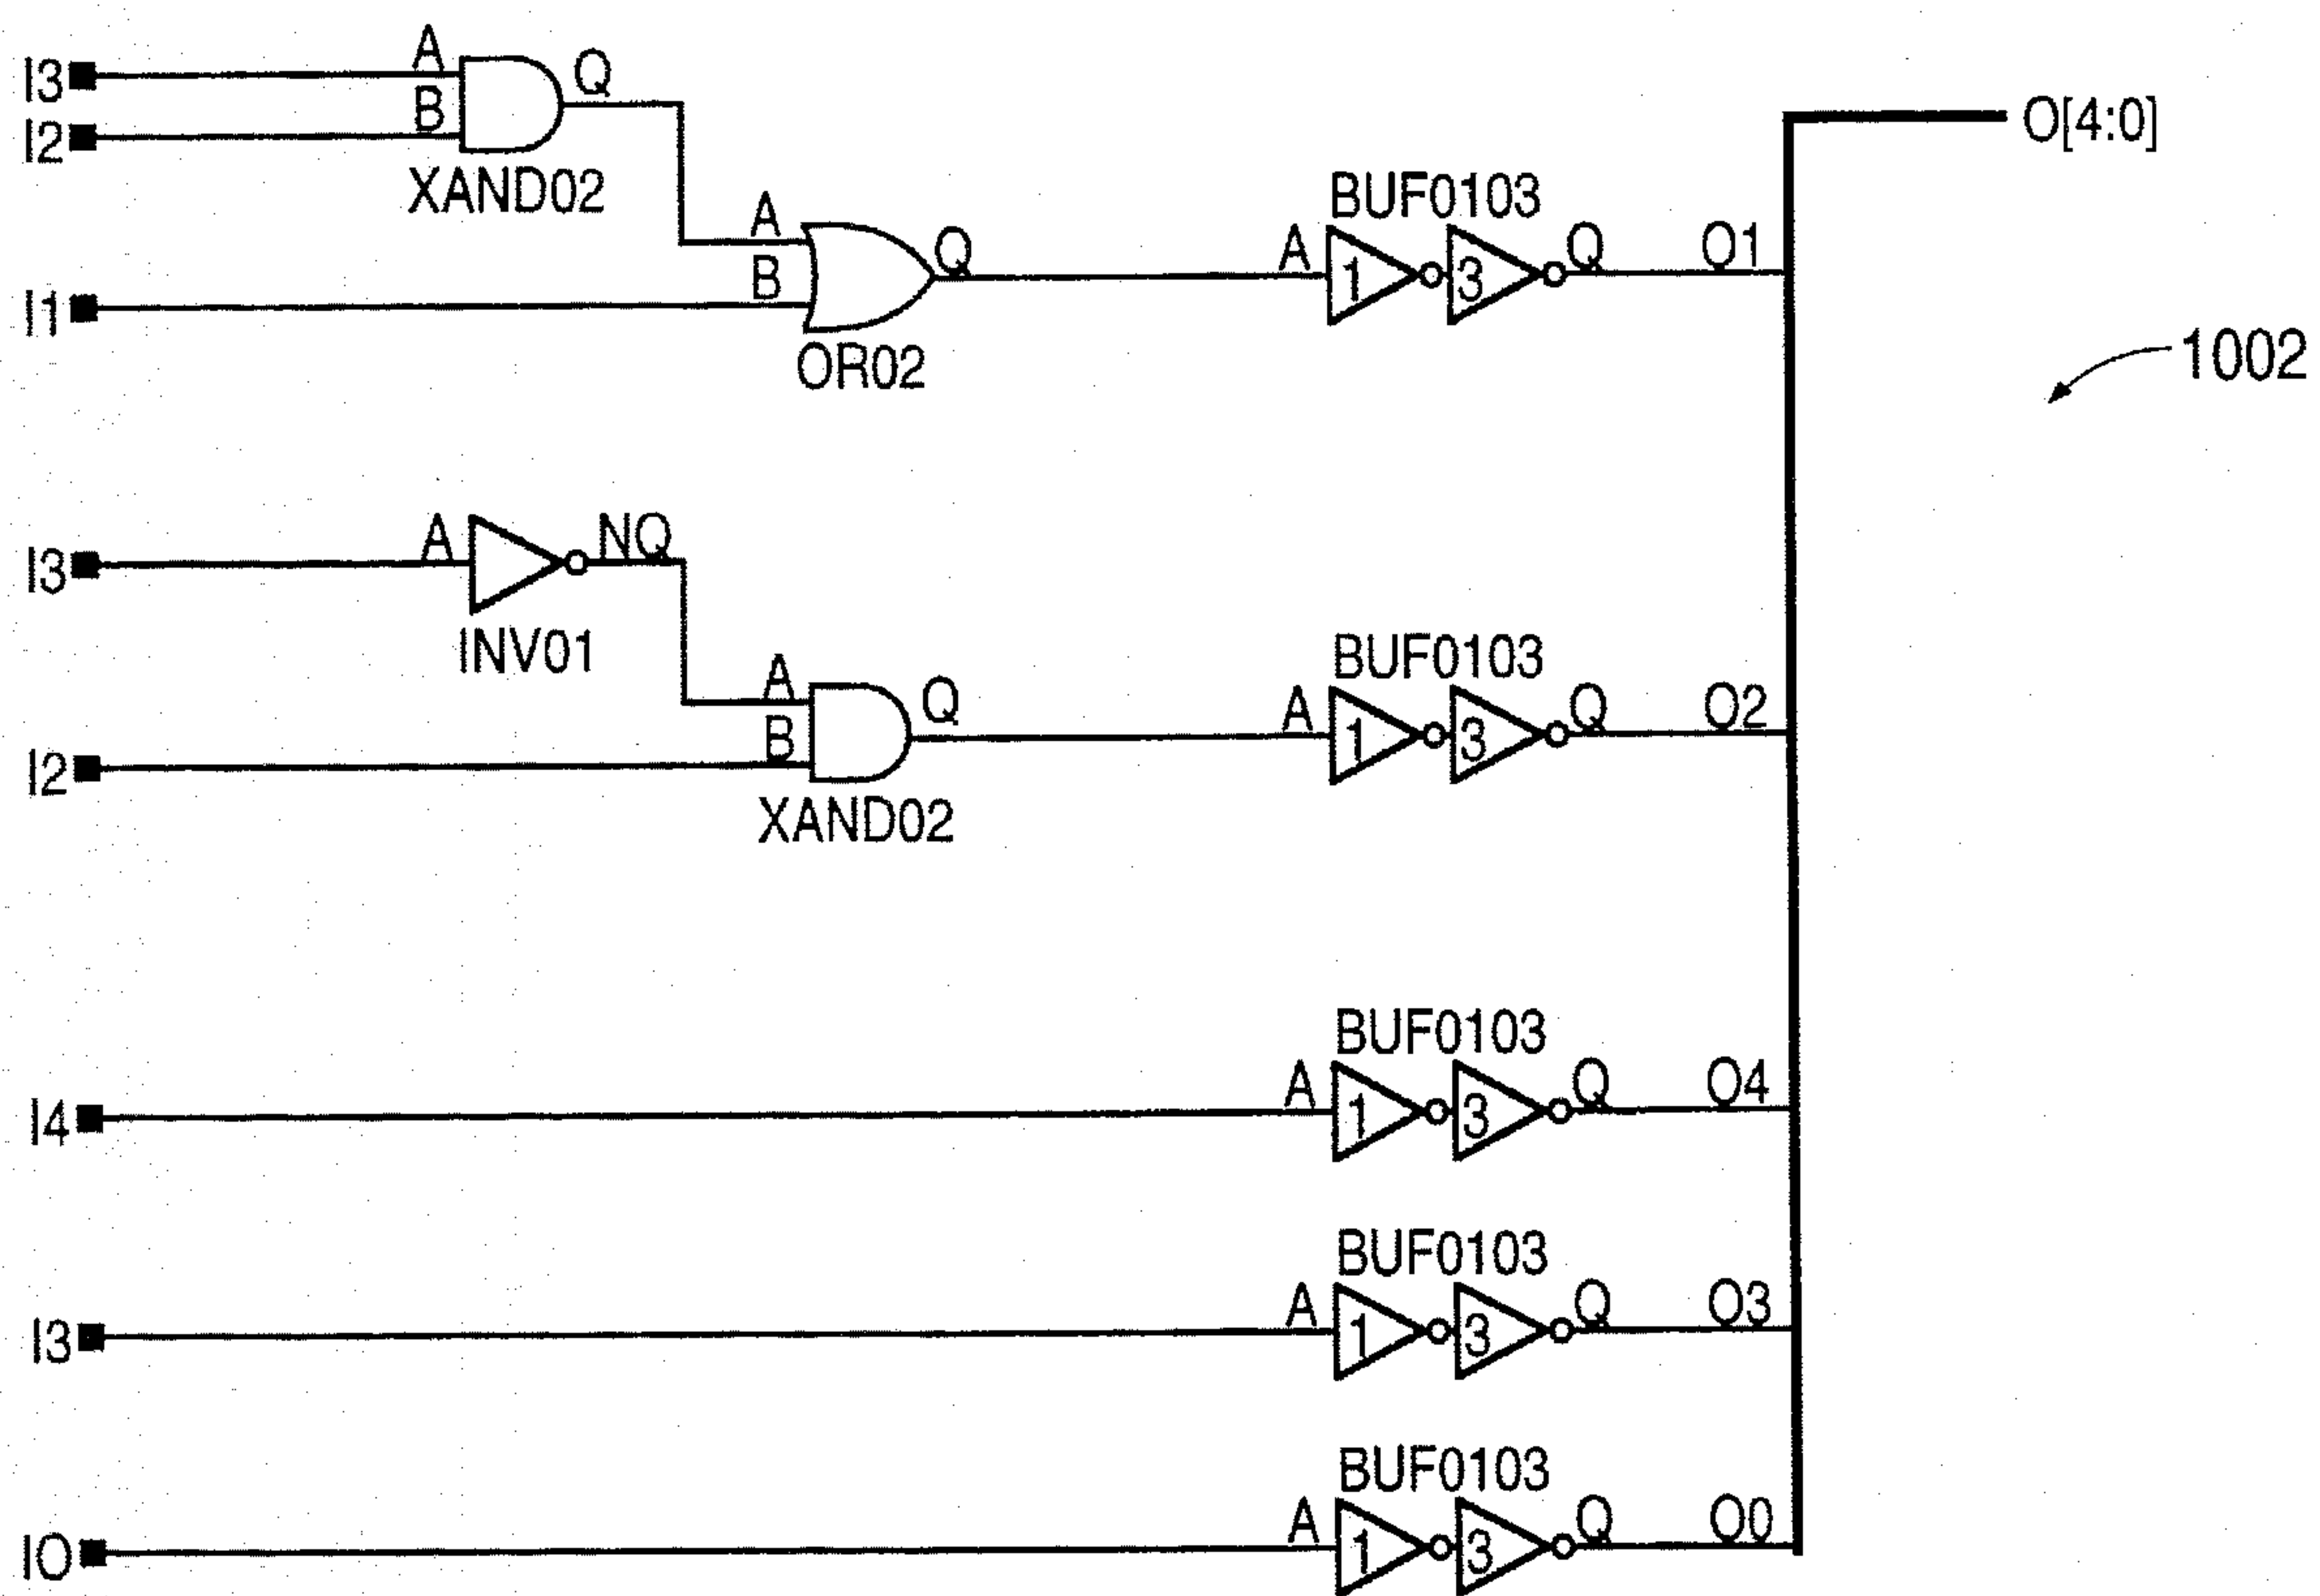 I3 A Q
I2 B
XAND02
O[4:0]
A BUF0103
I1 B Q A 1 3 Q O1
OR02
1002
I3 A NQ
INV01
A BUF0103
I2 B Q A 1 3 Q O2
XAND02
BUF0103
I4 A 1 3 Q O4
BUF0103
I3 A 1 3 Q O3
BUF0103
I0 A 1 3 Q O0